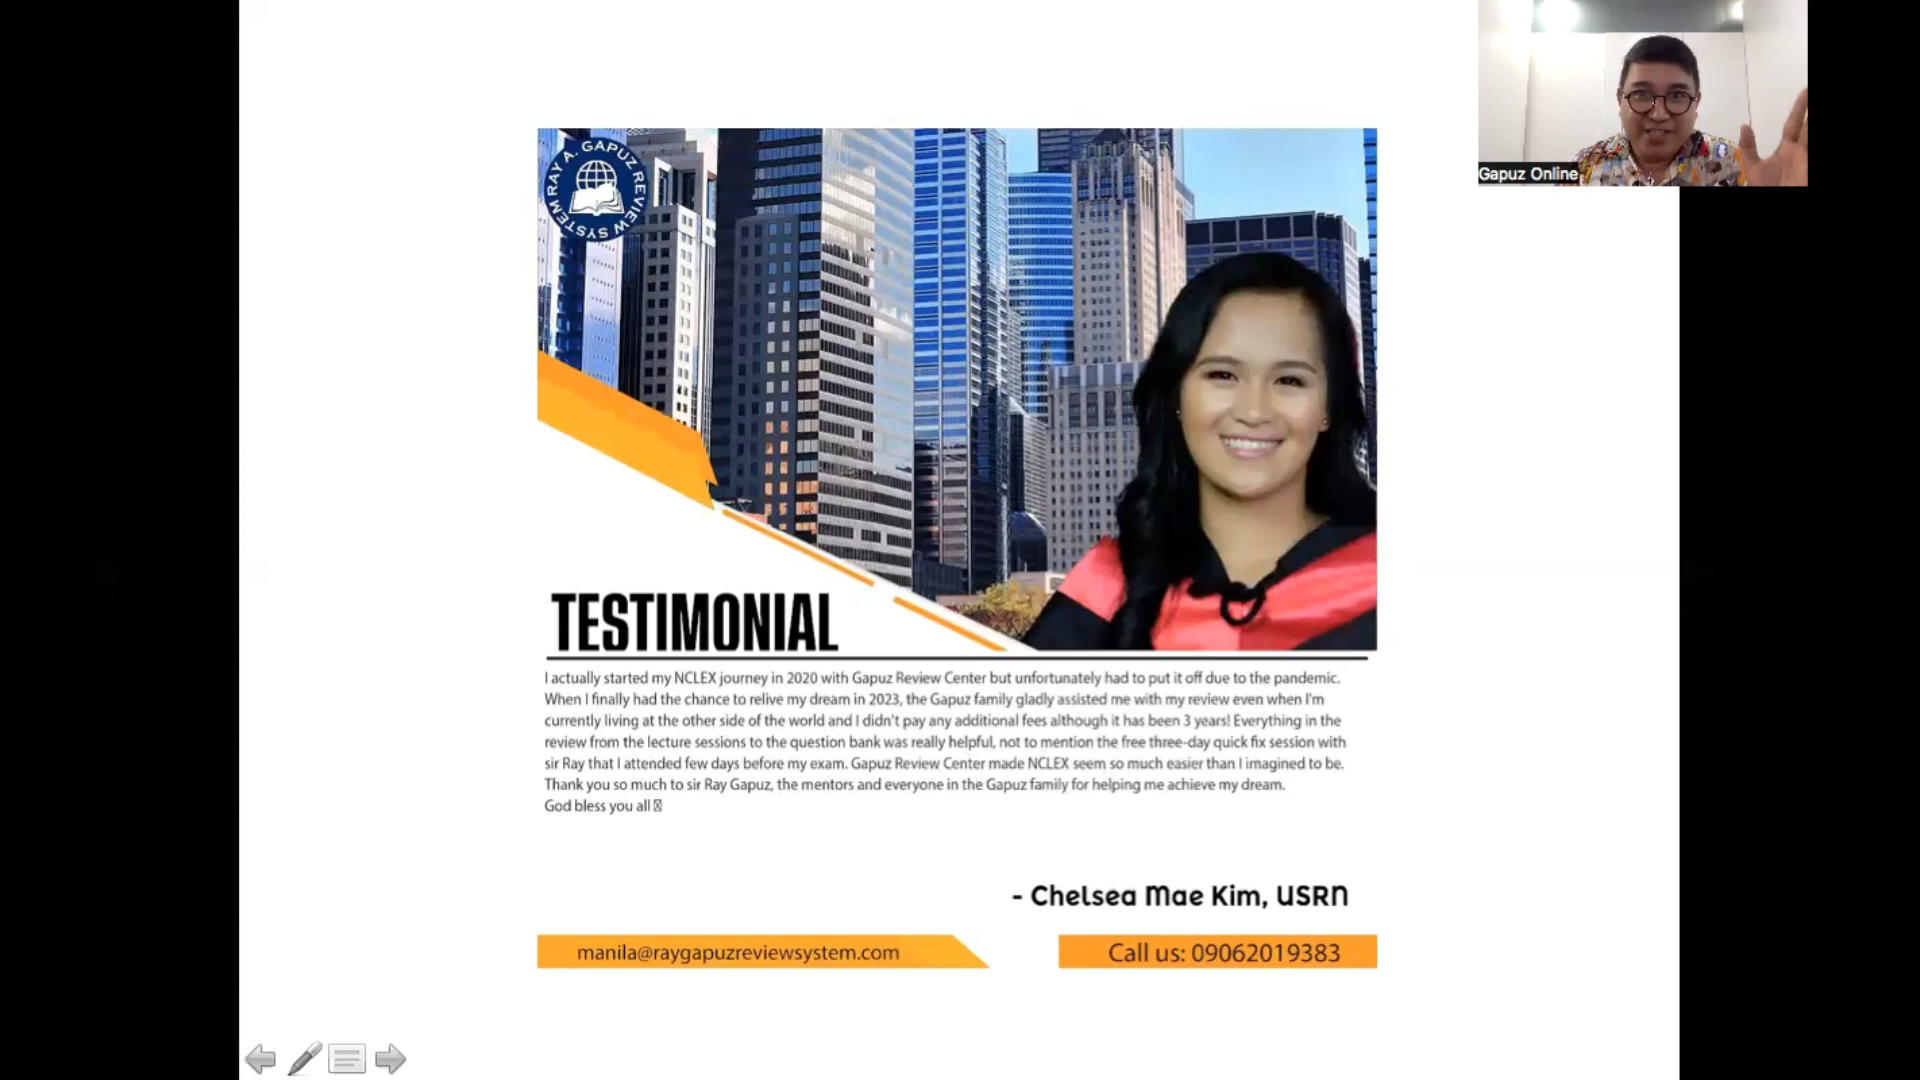 Gapuz Online
RAY A. GAPUZ REVIEW SYSTEM
TESTIMONIAL
I actually started my NCLEX journey in 2020 with Gapuz Review Center but unfortunately had to put it off due to the pandemic.
When I finally had the chance to relive my dream in 2023, the Gapuz family gladly assisted me with my review even when I'm
currently living at the other side of the world and I didn't pay any additional fees although it has been 3 years! Everything in the
review from the lecture sessions to the question bank was really helpful, not to mention the free three-day quick fix session with
sir Ray that I attended few days before my exam. Gapuz Review Center made NCLEX seem so much easier than I imagined to be.
Thank you so much to sir Ray Gapuz, the mentors and everyone in the Gapuz family for helping me achieve my dream.
God bless you all
- Chelsea Mae Kim, USRN
manila@raygapuzreviewsystem.com
Call us: 09062019383